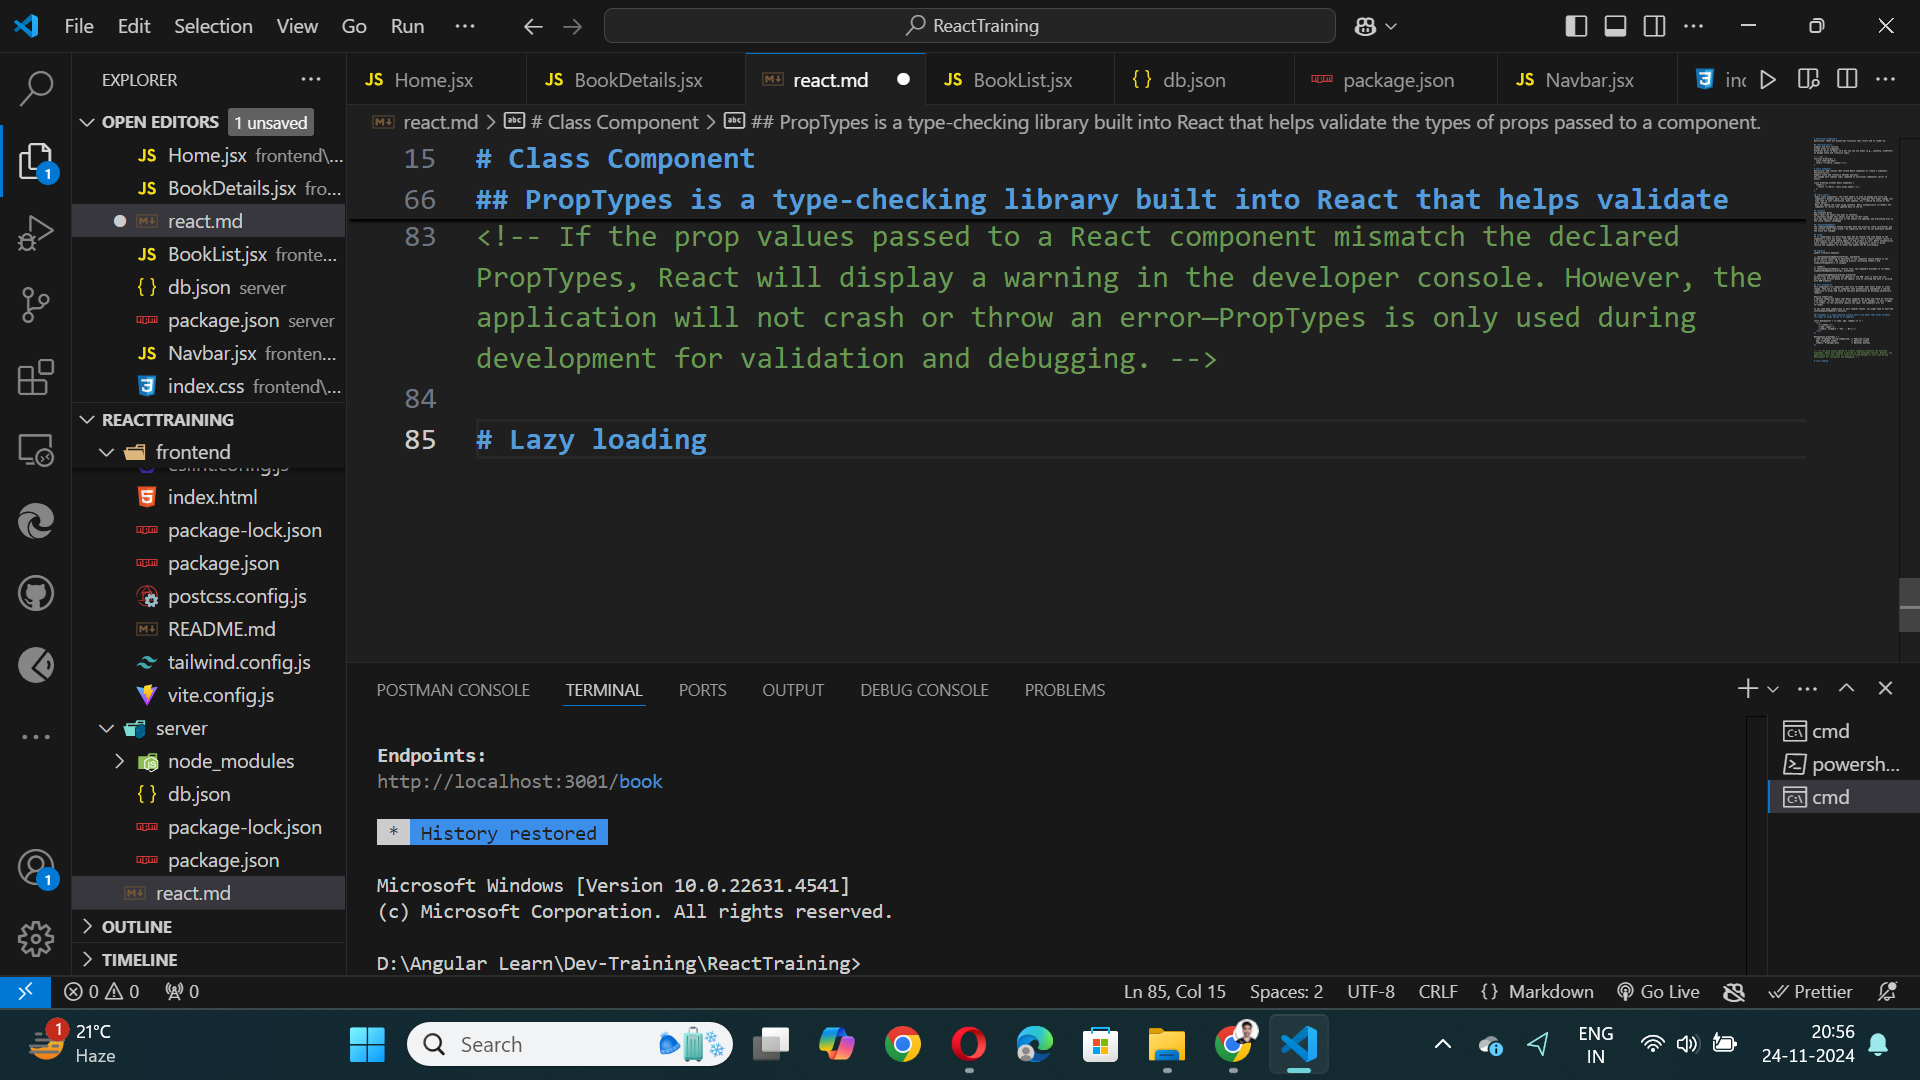 File Edit Selection View Go Run ReactTraining
EXPLORER
Home.jsx BookDetails.jsx react.md BookList.jsx db.json package.json Navbar.jsx
OPEN EDITORS 1 unsaved
react.md > # Class Component > ## PropTypes is a type-checking library built into React that helps validate the types of props passed to a component.
Home.jsx frontend\...
BookDetails.jsx fro...
react.md
BookList.jsx fronte...
db.json server
package.json server
Navbar.jsx fronten...
index.css frontend\...
REACTTRAINING
frontend
eslint.config.js
index.html
package-lock.json
package.json
postcss.config.js
README.md
tailwind.config.js
vite.config.js
server
node_modules
db.json
package-lock.json
package.json
react.md
OUTLINE
TIMELINE
15 # Class Component
66 ## PropTypes is a type-checking library built into React that helps validate
83 <!-- If the prop values passed to a React component mismatch the declared
PropTypes, React will display a warning in the developer console. However, the
application will not crash or throw an error—PropTypes is only used during
development for validation and debugging. -->
84
85 # Lazy loading
POSTMAN CONSOLE TERMINAL PORTS OUTPUT DEBUG CONSOLE PROBLEMS
Endpoints:
http://localhost:3001/book
* History restored
Microsoft Windows [Version 10.0.22631.4541]
(c) Microsoft Corporation. All rights reserved.
D:\Angular Learn\Dev-Training\ReactTraining>
cmd
powersh...
cmd
0 0 0 Ln 85, Col 15 Spaces: 2 UTF-8 CRLF {} Markdown Go Live Prettier
1 21°C
Haze
Search
ENG
IN
20:56
24-11-2024